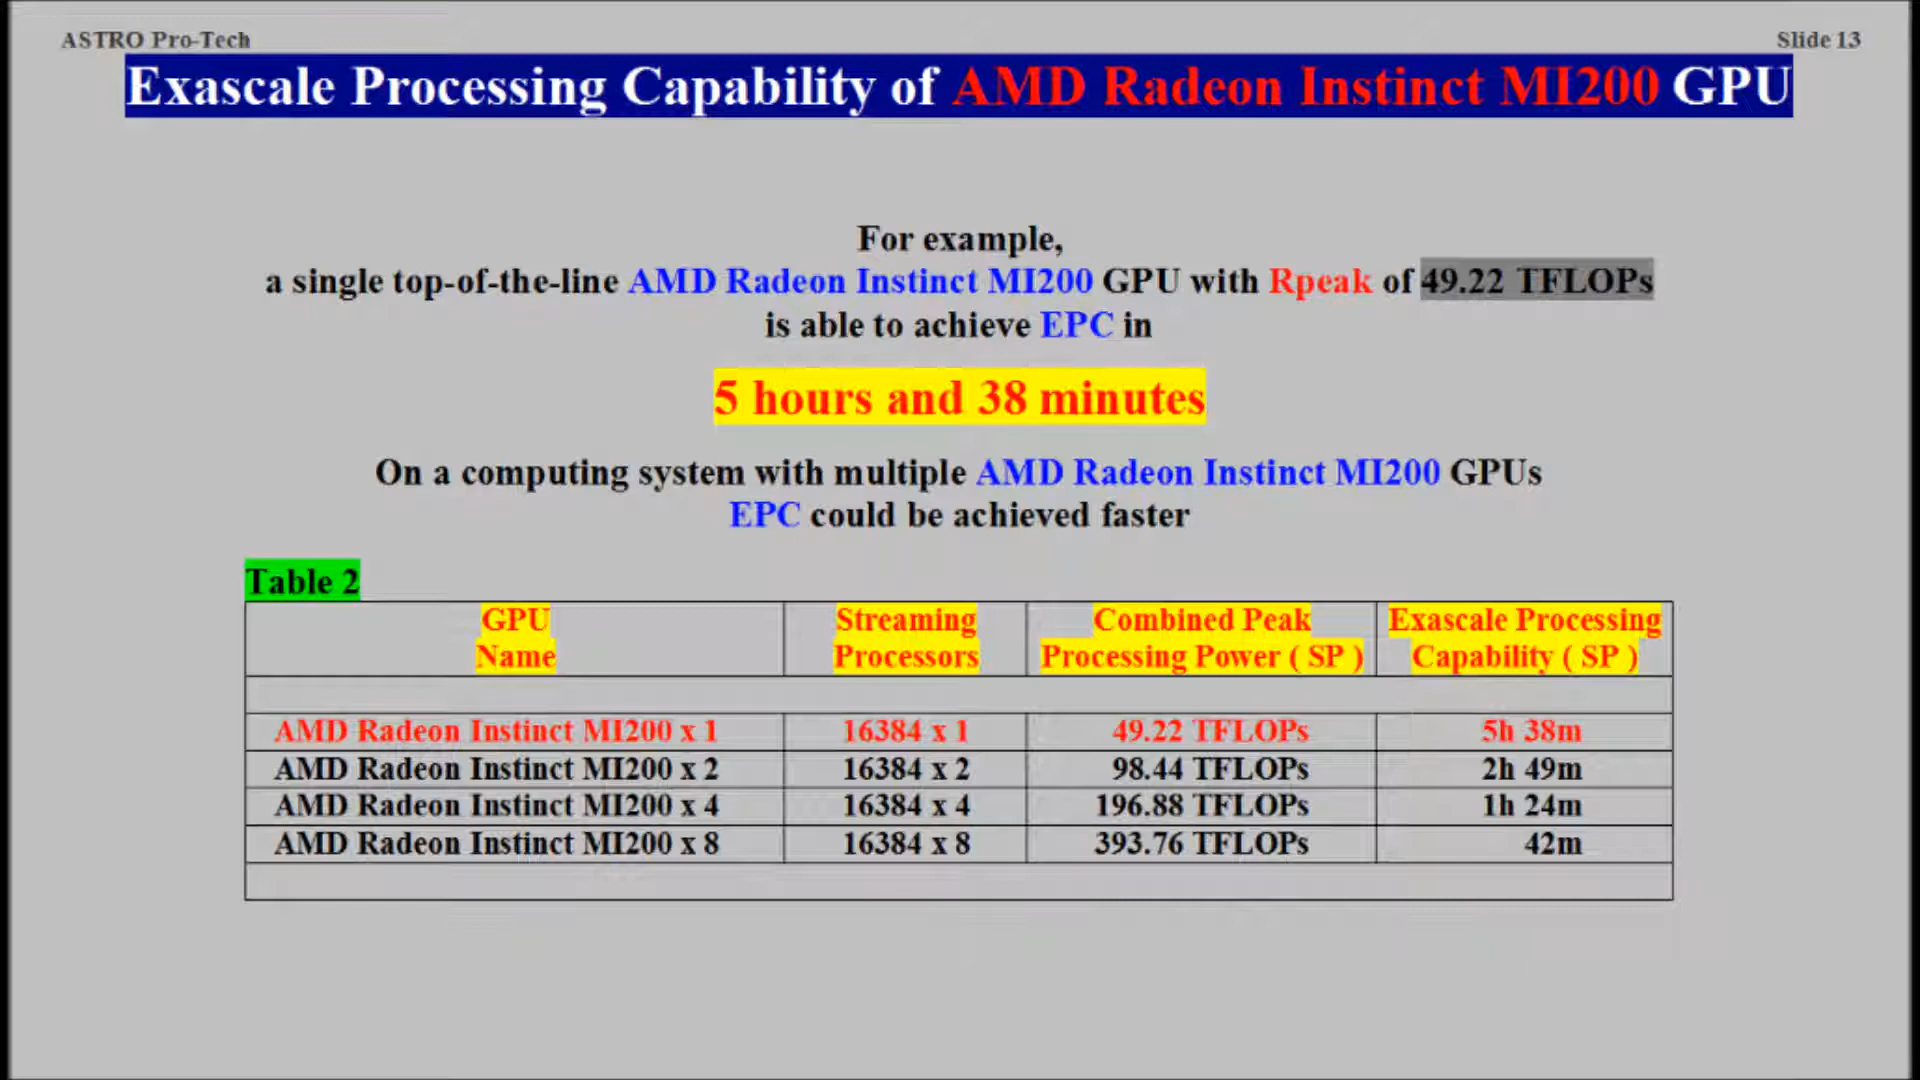 ASTRO Pro-Tech
Slide 13
Exascale Processing Capability of AMD Radeon Instinct MI200 GPU
For example,
a single top-of-the-line AMD Radeon Instinct MI200 GPU with Rpeak of 49.22 TFLOPs
is able to achieve EPC in
5 hours and 38 minutes
On a computing system with multiple AMD Radeon Instinct MI200 GPUs
EPC could be achieved faster
Table 2
GPU Name
Streaming Processors
Combined Peak Processing Power ( SP )
Exascale Processing Capability ( SP )
AMD Radeon Instinct MI200 x 1 16384 x 1 49.22 TFLOPs 5h 38m
AMD Radeon Instinct MI200 x 2 16384 x 2 98.44 TFLOPs 2h 49m
AMD Radeon Instinct MI200 x 4 16384 x 4 196.88 TFLOPs 1h 24m
AMD Radeon Instinct MI200 x 8 16384 x 8 393.76 TFLOPs 42m